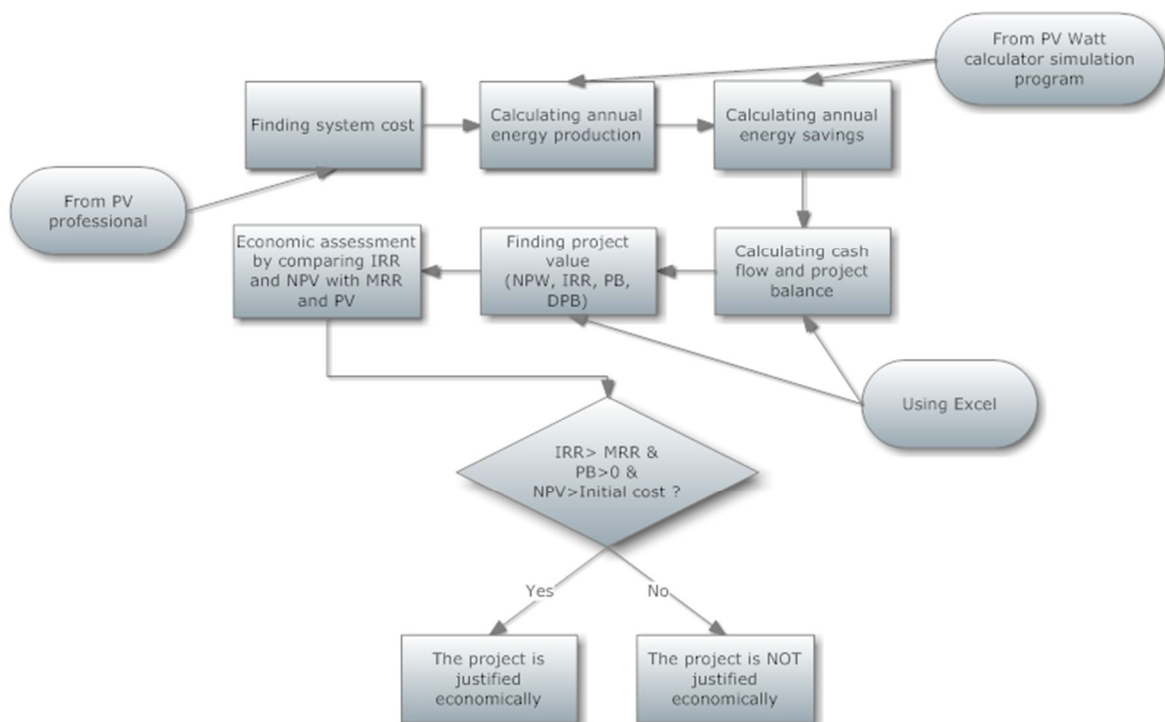 From PV Watt
calculator simulation
program
Finding system cost
Calculating annual
energy production
Calculating annual
energy savings
From PV
professional
Economic assessment
by comparing IRR
and NPV with MRR
and PV
Finding project
value
(NPW, IRR, PB,
DPB)
Calculating cash
flow and project
balance
Using Excel
IRR> MRR &
PB>0 &
NPV>Initial cost ?
Yes
No
The project is
justified
economically
The project is NOT
justified
economically